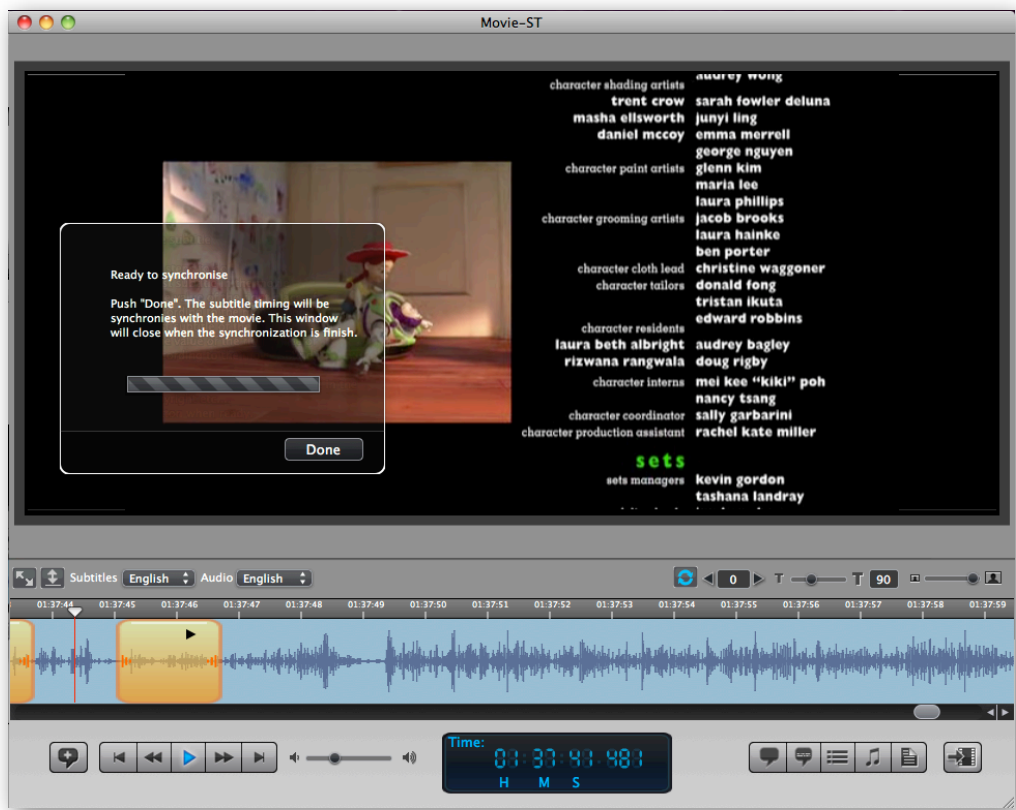 Movie-ST
audrey wong
character shading artists
trent crow sarah fowler deluna
masha ellsworth junyi ling
daniel mccoy emma merrell
george nguyen
character paint artists glenn kim
maria lee
laura phillips
character grooming artists jacob brooks
laura hainke
ben porter
character cloth lead christine waggoner
character tailors donald fong
tristan ikuta
edward robbins
character residents
laura beth albright audrey bagley
rizwana rangwala doug rigby
character interns mei kee “kiki” poh
nancy tsang
character coordinator sally garbarini
character production assistant rachel kate miller
sets
sets managers kevin gordon
tashana landray
Ready to synchronise
Push "Done". The subtitle timing will be
synchronies with the movie. This window
will close when the synchronization is finish.
Done
Subtitles English Audio English 0 T T 90
01:37:44 01:37:45 01:37:46 01:37:47 01:37:48 01:37:49 01:37:50 01:37:51 01:37:52 01:37:53 01:37:54 01:37:55 01:37:56 01:37:57 01:37:58 01:37:59
Time:
01:37:41.481
H M S